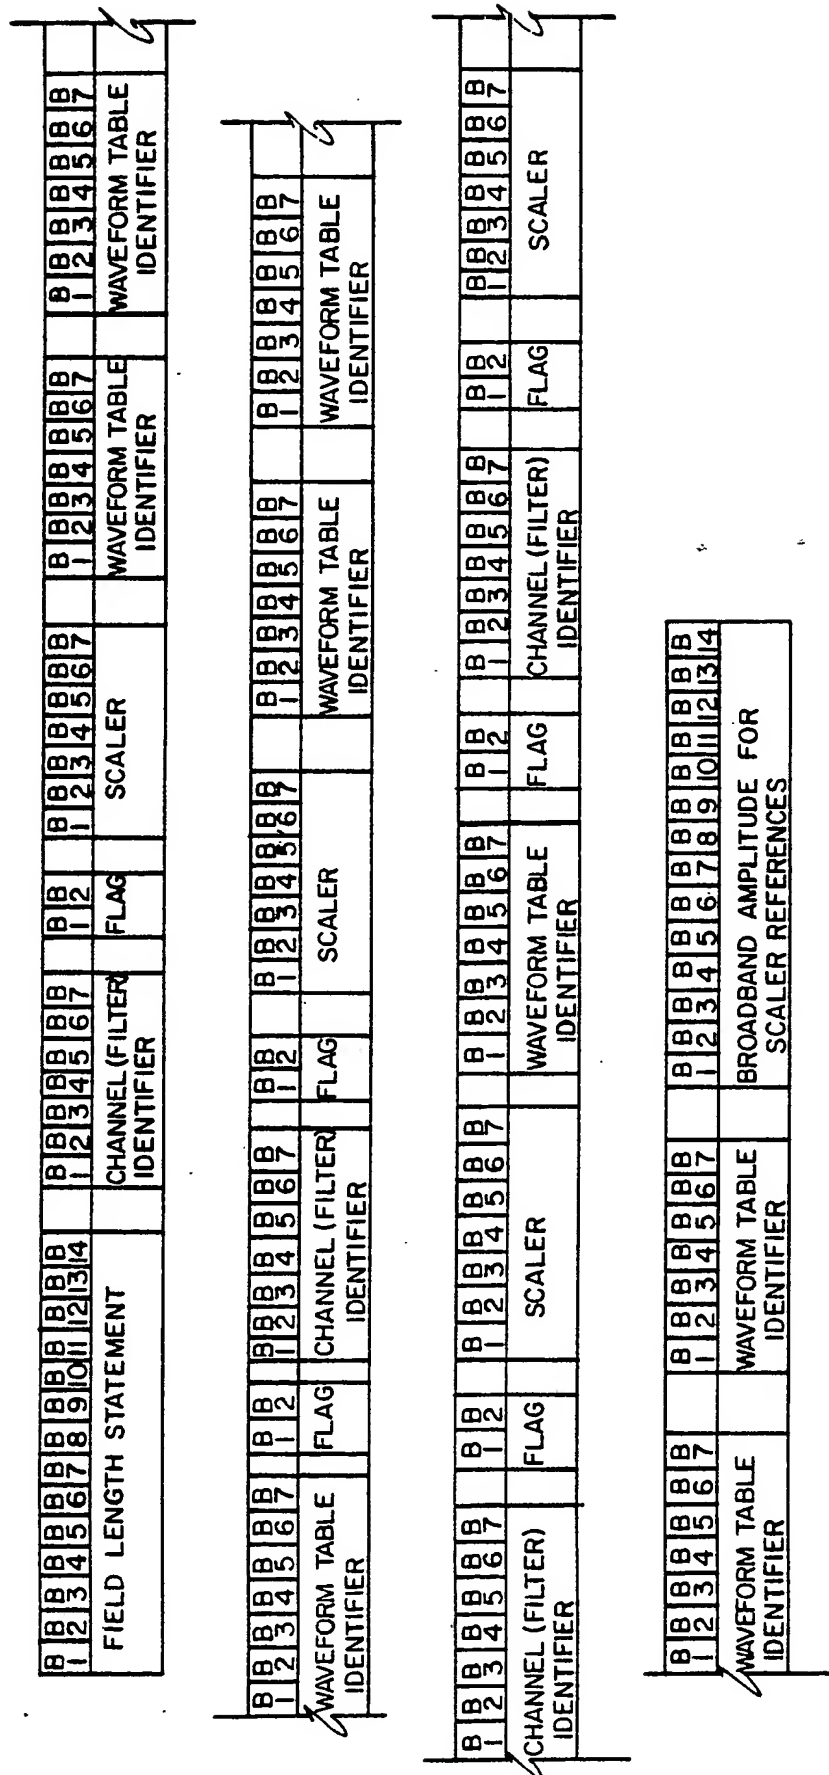 B B B B B B B B B B B B B B B B B B B B B B B B B B B B B B B B B B B B B B B B B B B B
1 2 3 4 5 6 7 8 9 10 11 12 13 14 1 2 3 4 5 6 7 1 2 1 2 3 4 5 6 7 1 2 3 4 5 6 7 1 2 3 4 5 6 7
FIELD LENGTH STATEMENT CHANNEL (FILTER) FLAG SCALER WAVEFORM TABLE WAVEFORM TABLE
IDENTIFIER IDENTIFIER IDENTIFIER
B B B B B B B B B B B B B B B B B B B B B B B B B B B B B B B B B B B B B B B
1 2 3 4 5 6 7 1 2 1 2 3 4 5 6 7 1 2 1 2 3 4 5 6 7 1 2 3 4 5 6 7 1 2 3 4 5 6 7
WAVEFORM TABLE FLAG CHANNEL (FILTER) FLAG SCALER WAVEFORM TABLE WAVEFORM TABLE
IDENTIFIER IDENTIFIER IDENTIFIER IDENTIFIER
B B B B B B B B B B B B B B B B B B B B B B B B B B B B B B B B B B B B B B B B B
1 2 3 4 5 6 7 1 2 1 2 3 4 5 6 7 1 2 3 4 5 6 7 1 2 1 2 3 4 5 6 7 1 2 1 2 3 4 5 6 7
CHANNEL (FILTER) FLAG SCALER WAVEFORM TABLE FLAG CHANNEL (FILTER) FLAG SCALER
IDENTIFIER IDENTIFIER IDENTIFIER
B B B B B B B B B B B B B B B B B B B B B B B B B B B B
1 2 3 4 5 6 7 1 2 3 4 5 6 7 1 2 3 4 5 6 7 8 9 10 11 12 13 14
WAVEFORM TABLE WAVEFORM TABLE BROADBAND AMPLITUDE FOR
IDENTIFIER IDENTIFIER SCALER REFERENCES